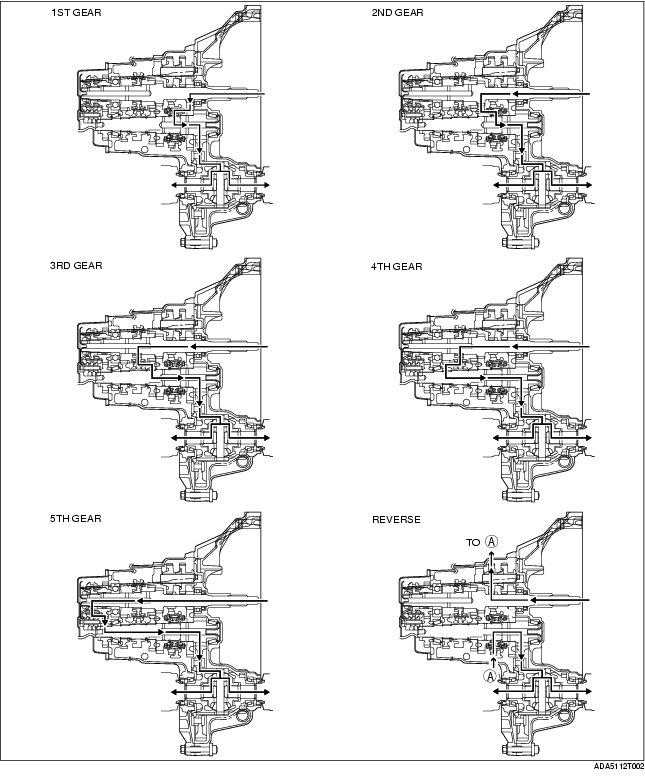 1ST GEAR
2ND GEAR
3RD GEAR
4TH GEAR
5TH GEAR
REVERSE
TO A
A
ADA5112T002